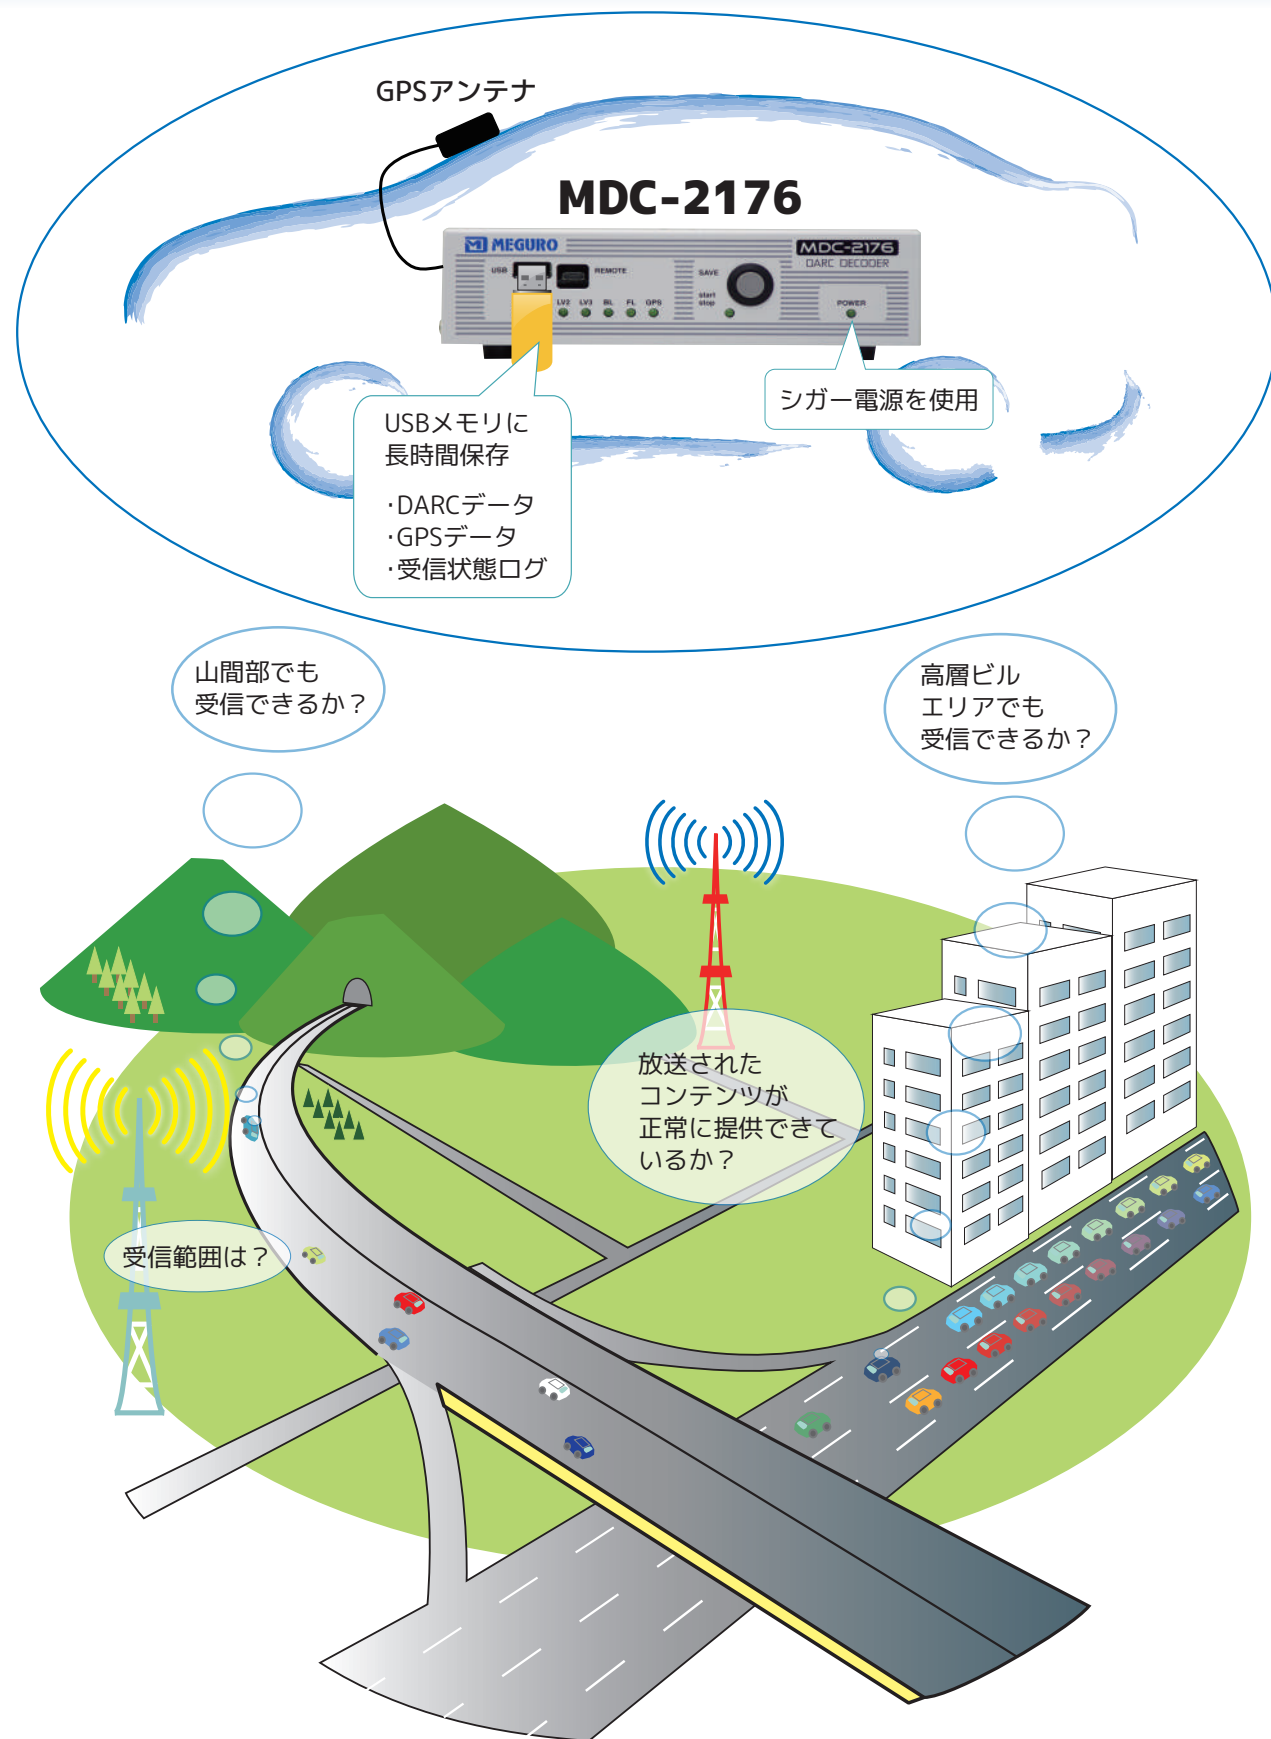 GPSアンテナ
MDC-2176
MEGURO
MDC-2176
DARC DECODER
USB
REMOTE
SAVE
LV2 LV3 BL FL GPS
start
stop
POWER
シガー電源を使用
USBメモリに
長時間保存
・DARCデータ
・GPSデータ
・受信状態ログ
山間部でも
受信できるか？
高層ビル
エリアでも
受信できるか？
放送された
コンテンツが
正常に提供できて
いるか？
受信範囲は？